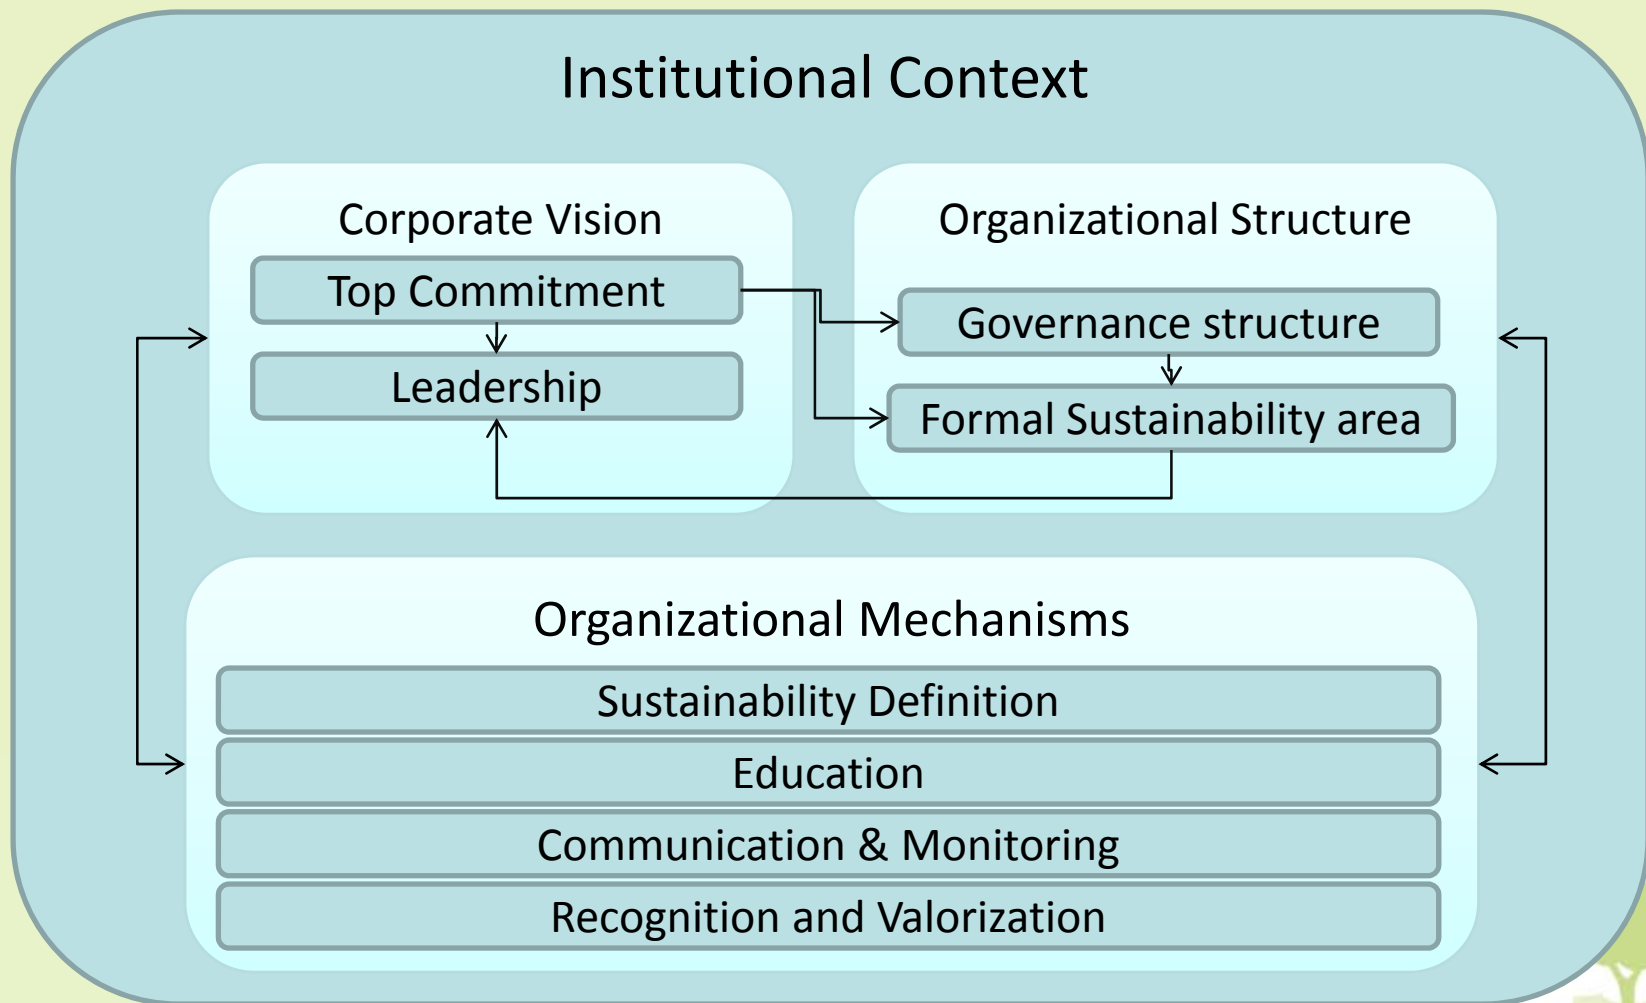 Institutional Context
Corporate Vision
Top Commitment
Leadership
Organizational Structure
Governance structure
Formal Sustainability area
Organizational Mechanisms
Sustainability Definition
Education
Communication & Monitoring
Recognition and Valorization